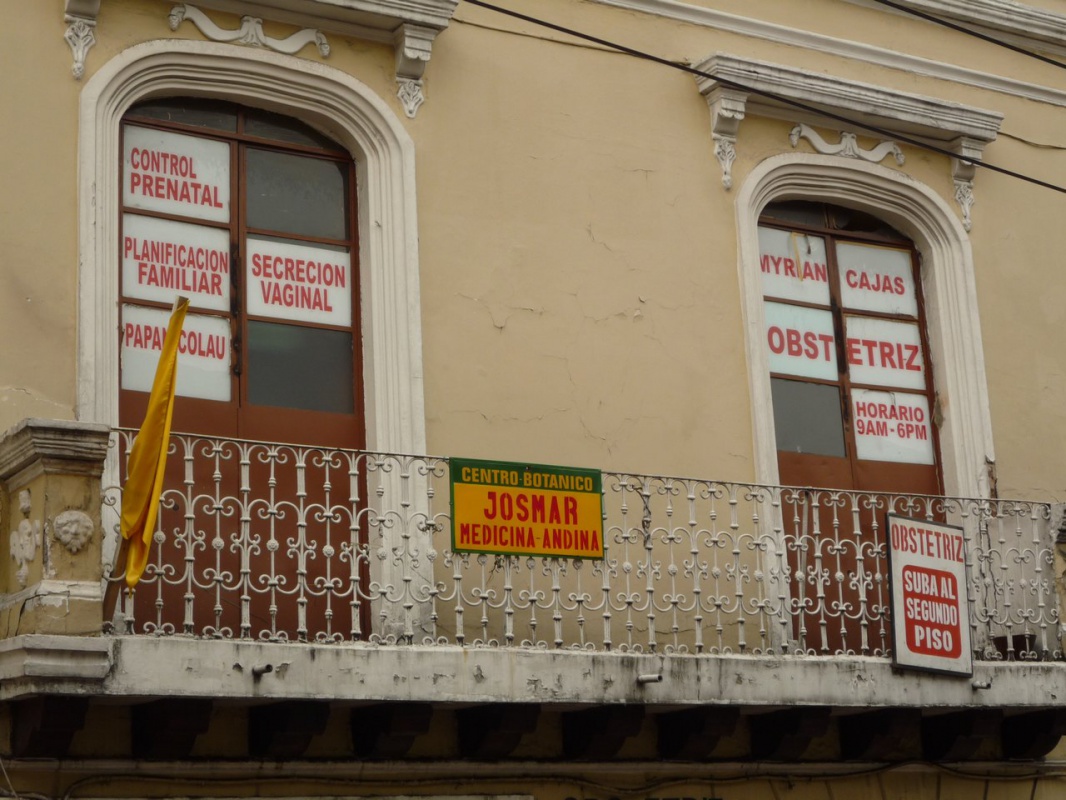 CONTROL
PRENATAL
PLANIFICACION
FAMILIAR
SECRECION
VAGINAL
PAPANICOLAU
MYRIAN CAJAS
OBSTETRIZ
HORARIO
9AM-6PM
CENTRO-BOTANICO
JOSMAR
MEDICINA-ANDINA
OBSTETRIZ
SUBA AL
SEGUNDO
PISO